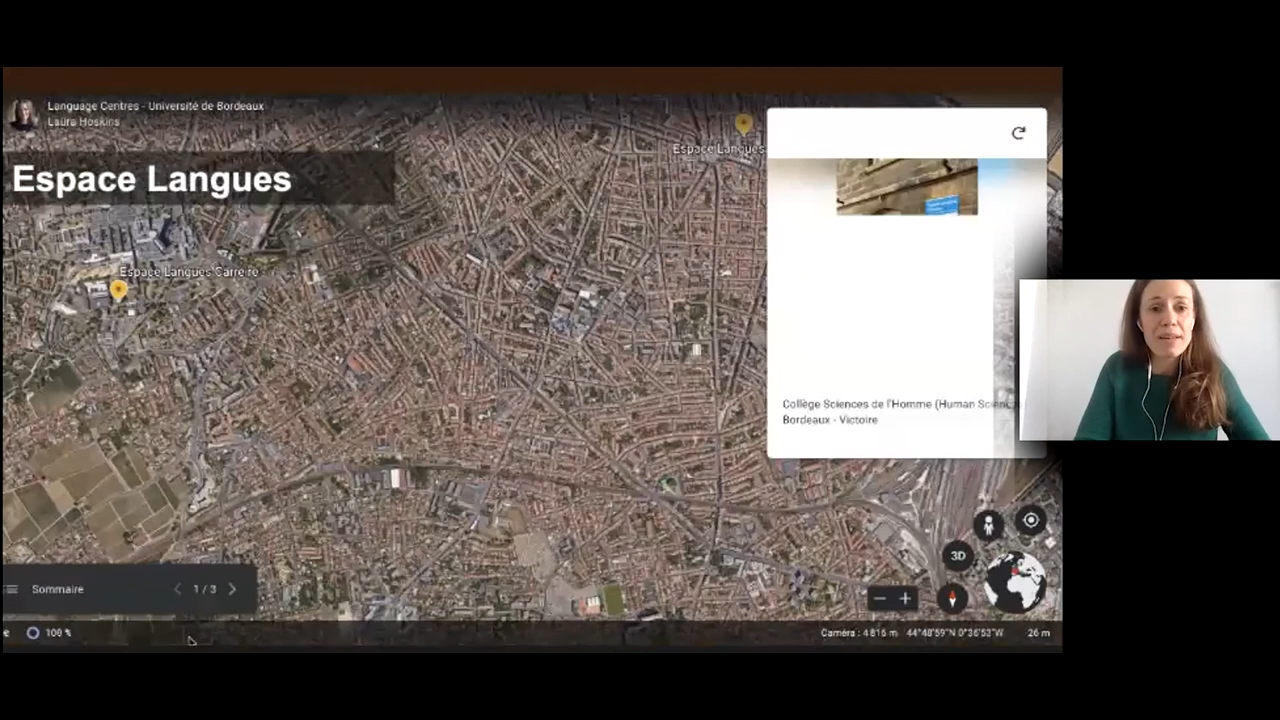 Language Centres - Université de Bordeaux
Laura Hoskins
Espace Langues
Espace Langues
Espace Langues Carreire
Collège Sciences de l'Homme (Human Scien
Bordeaux - Victoire
3D
Sommaire
1 / 3
100 %
Caméra : 4 816 m 44°48'59"N 0°36'53"W 26 m